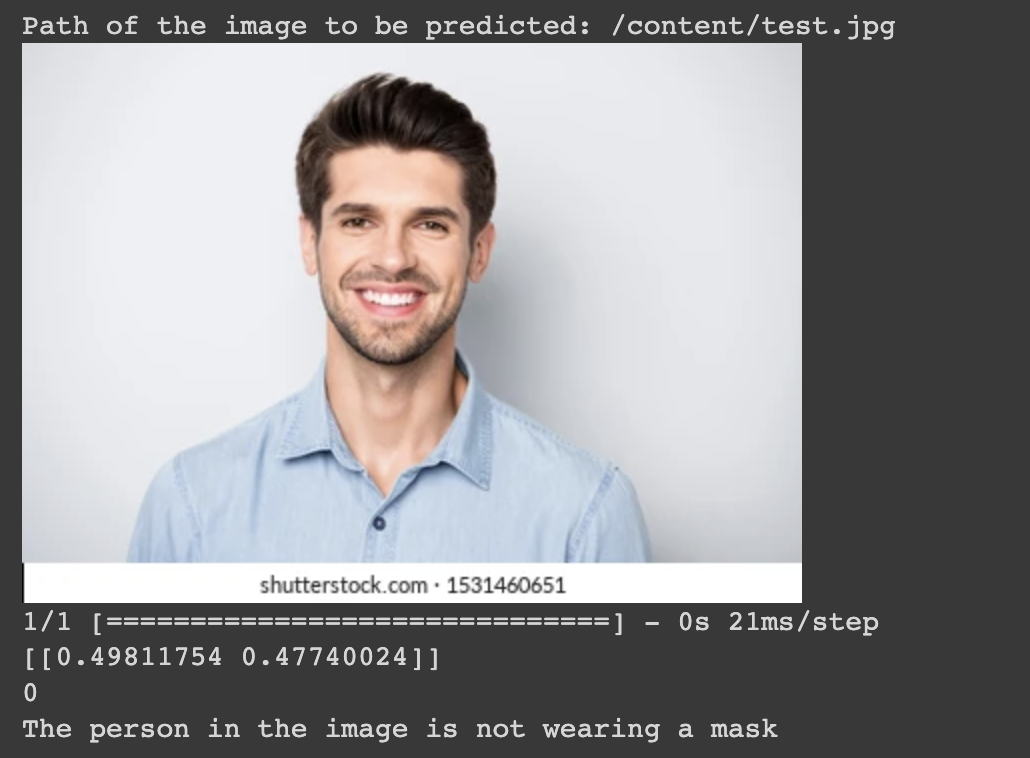 Path of the image to be predicted: /content/test.jpg
shutterstock.com · 1531460651
1/1 [==============================] - 0s 21ms/step
[[0.49811754 0.47740024]]
0
The person in the image is not wearing a mask